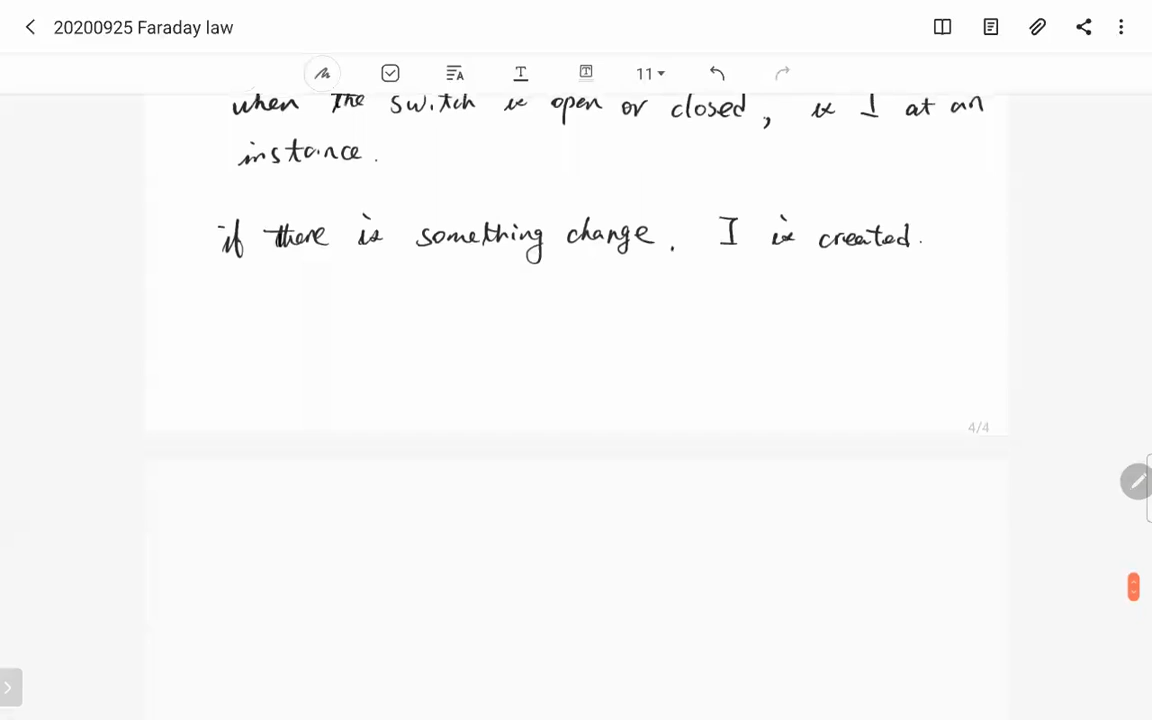 20200925 Faraday law
11
when the switch is open or closed, is I at an
instance.
if there is something change. I is created.
4/4